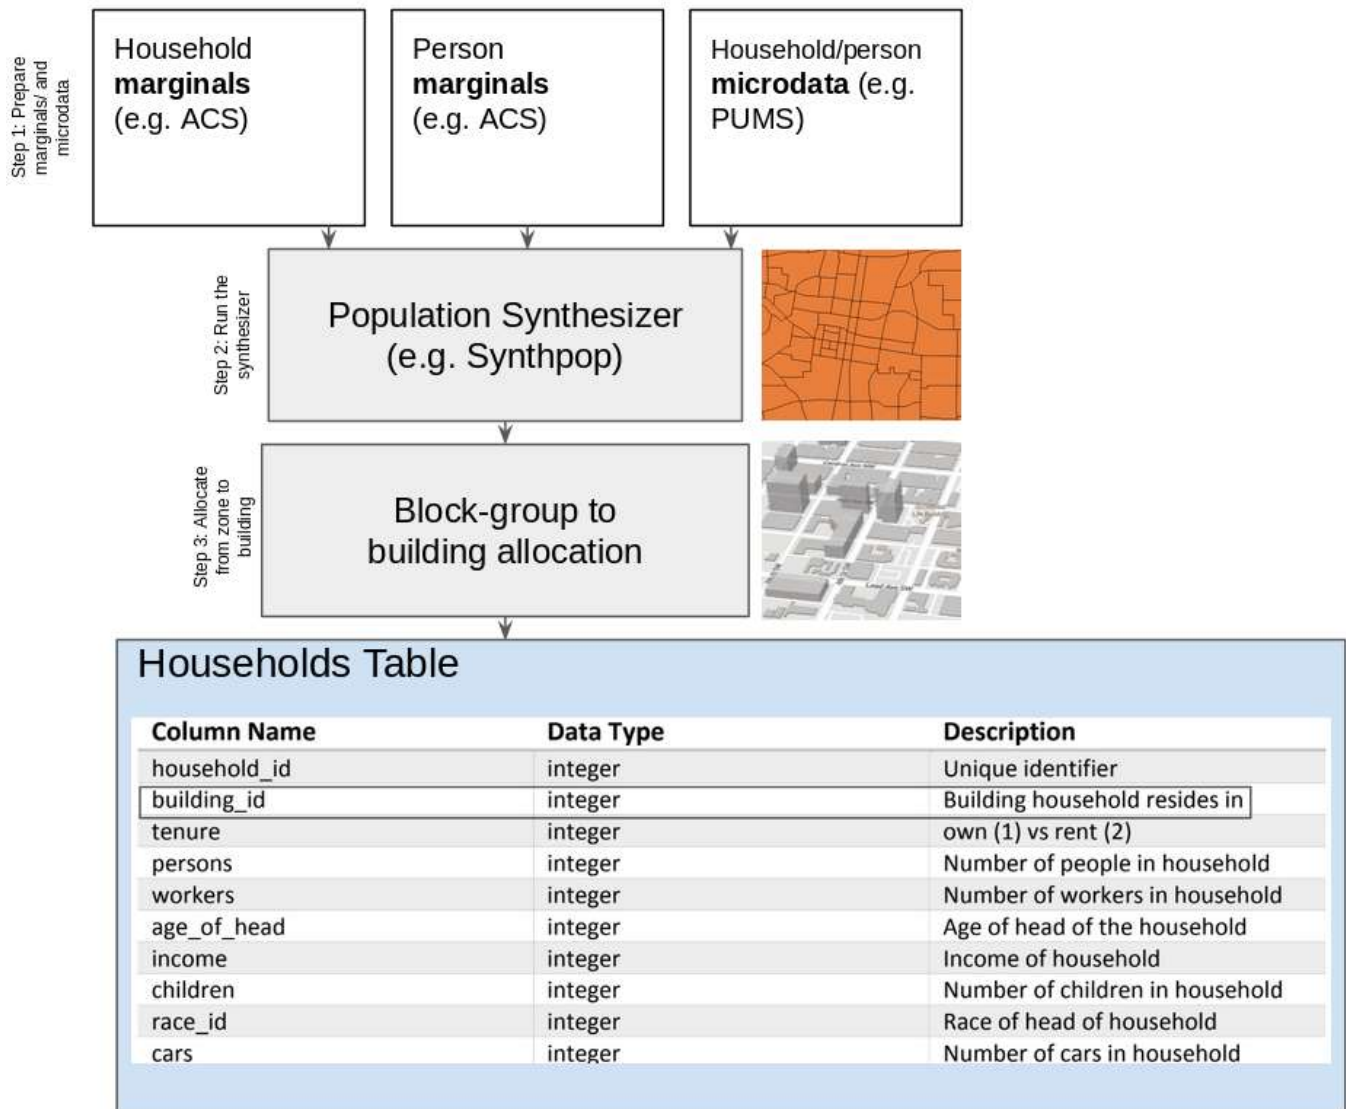 Step 1: Prepare
marginals/ and
microdata
Household
marginals
(e.g. ACS)
Person
marginals
(e.g. ACS)
Household/person
microdata (e.g.
PUMS)
Step 2: Run the
synthesizer
Population Synthesizer
(e.g. Synthpop)
Step 3: Allocate
from zone to
building
Block-group to
building allocation
Households Table
Column Name Data Type Description
household_id integer Unique identifier
building_id integer Building household resides in
tenure integer own (1) vs rent (2)
persons integer Number of people in household
workers integer Number of workers in household
age_of_head integer Age of head of the household
income integer Income of household
children integer Number of children in household
race_id integer Race of head of household
cars integer Number of cars in household